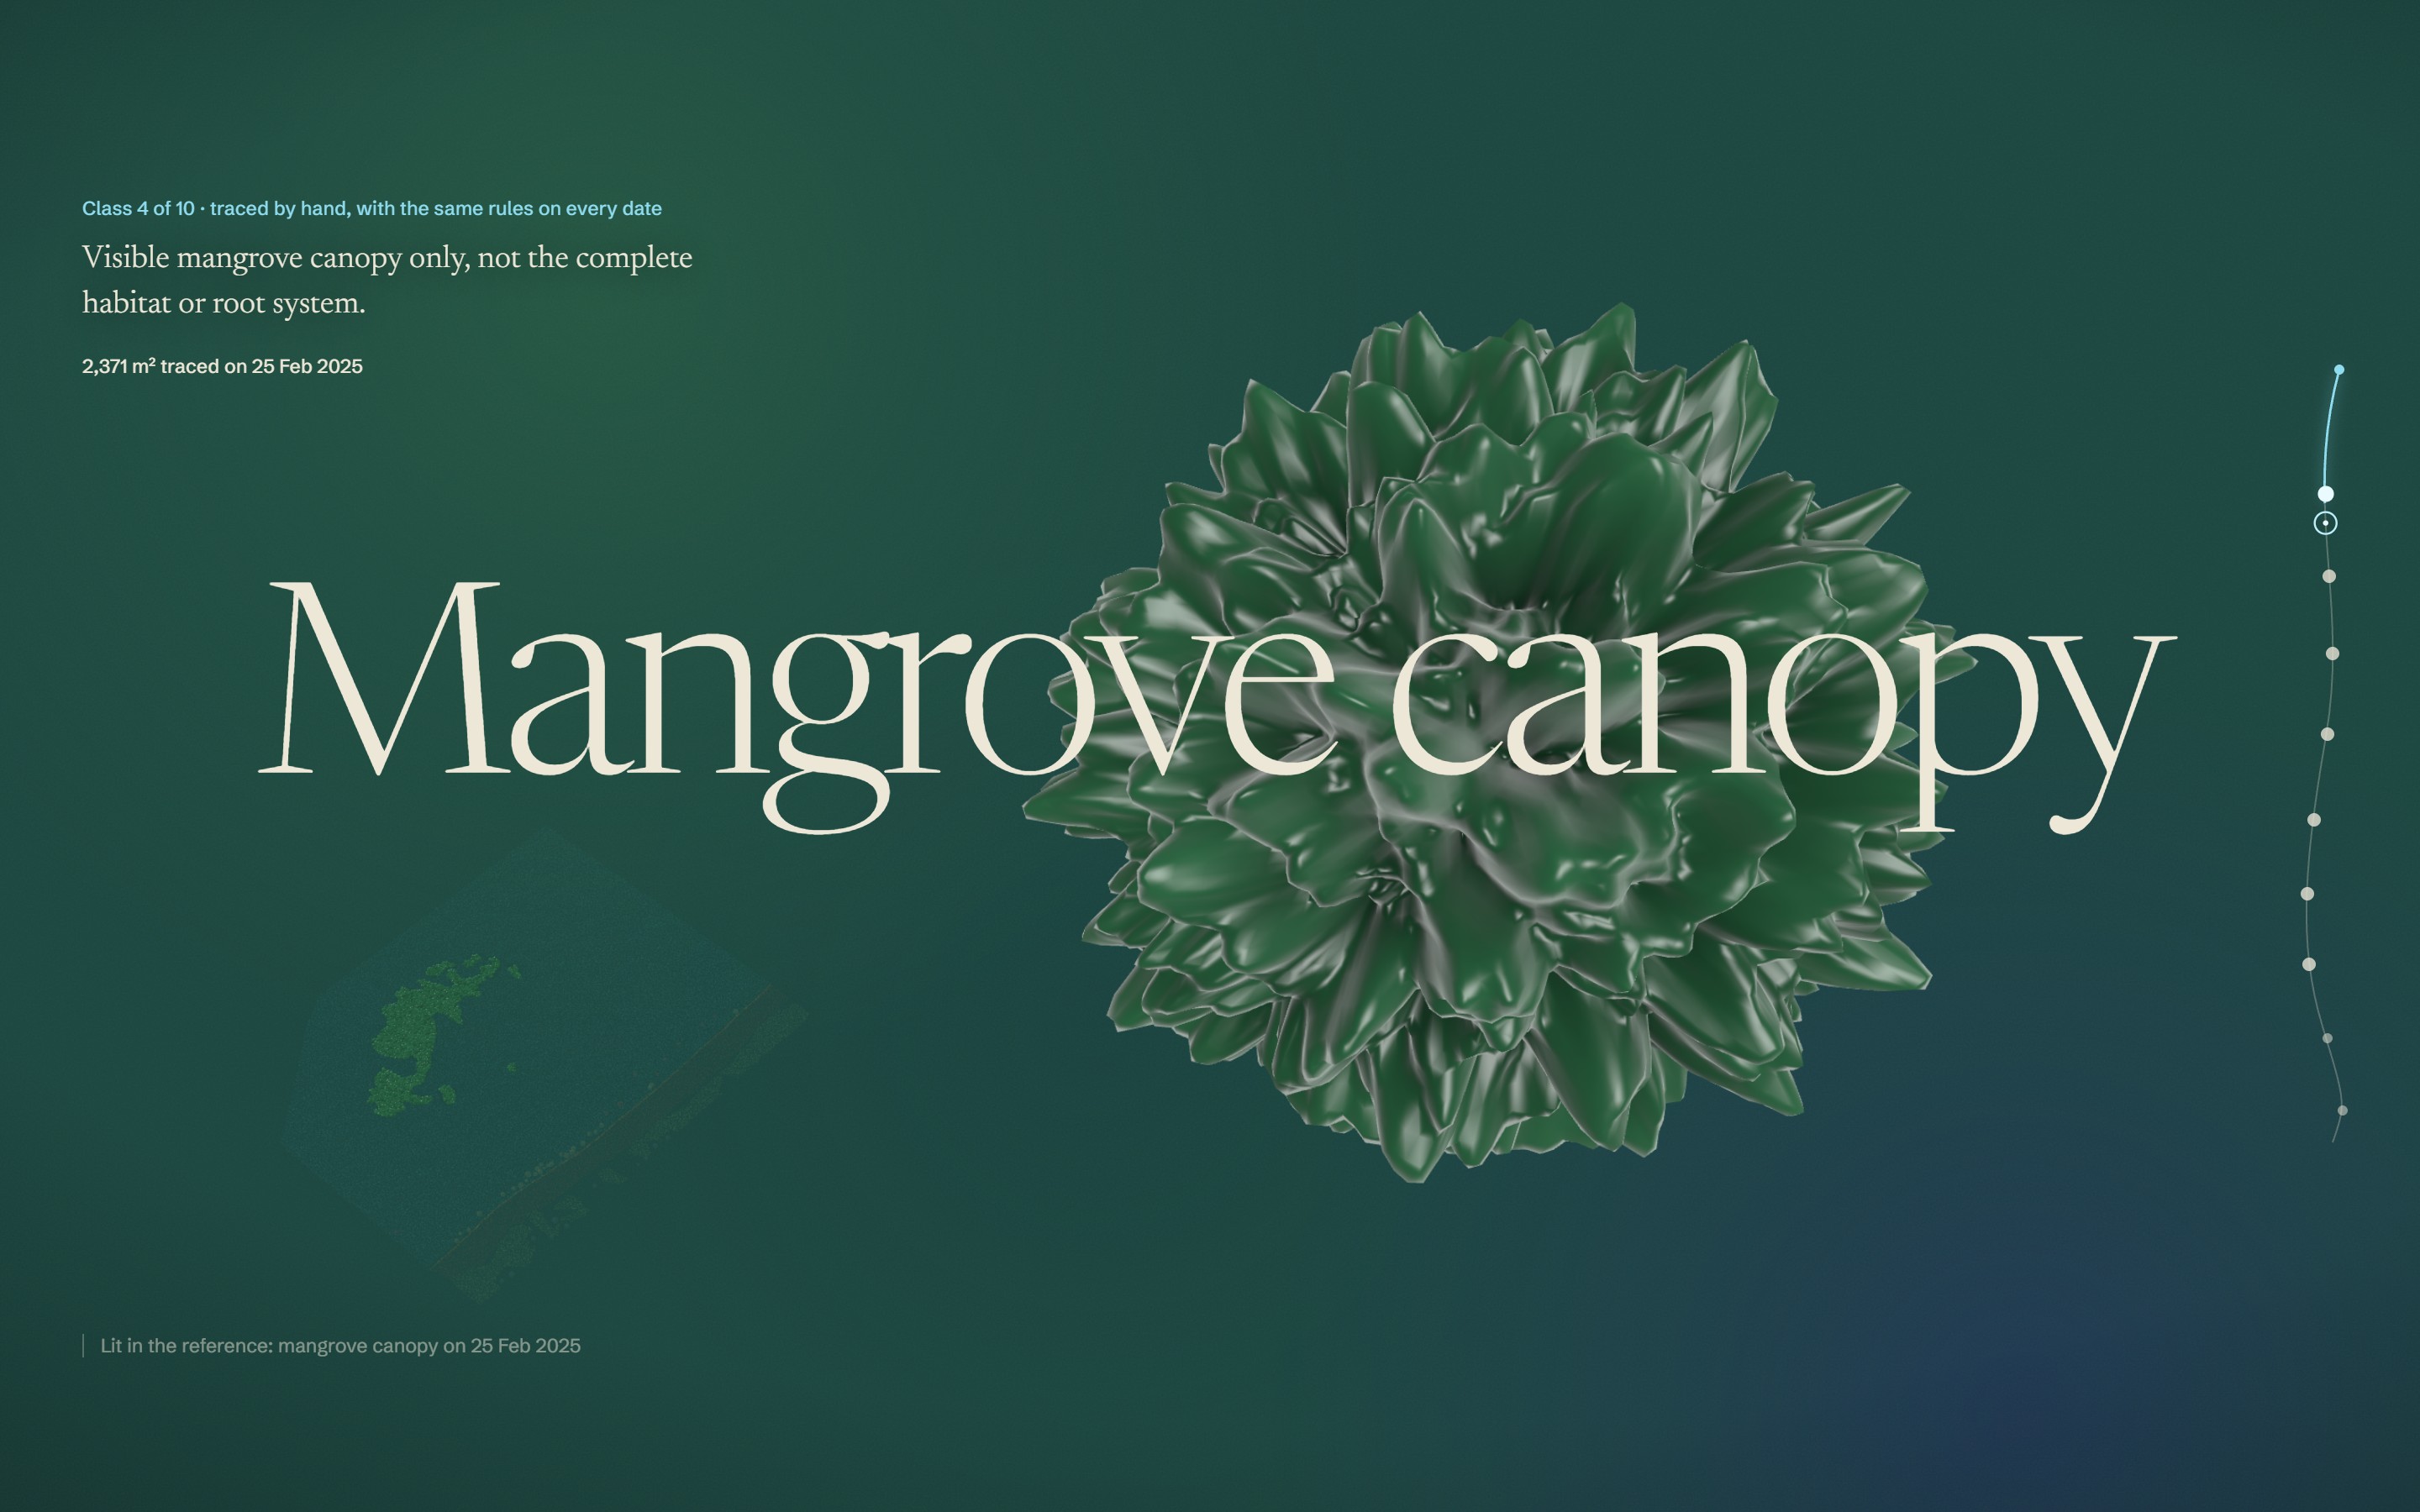 Class 4 of 10 · traced by hand, with the same rules on every date
Visible mangrove canopy only, not the complete
habitat or root system.
2,371 m² traced on 25 Feb 2025
Mangrove canopy
Lit in the reference: mangrove canopy on 25 Feb 2025